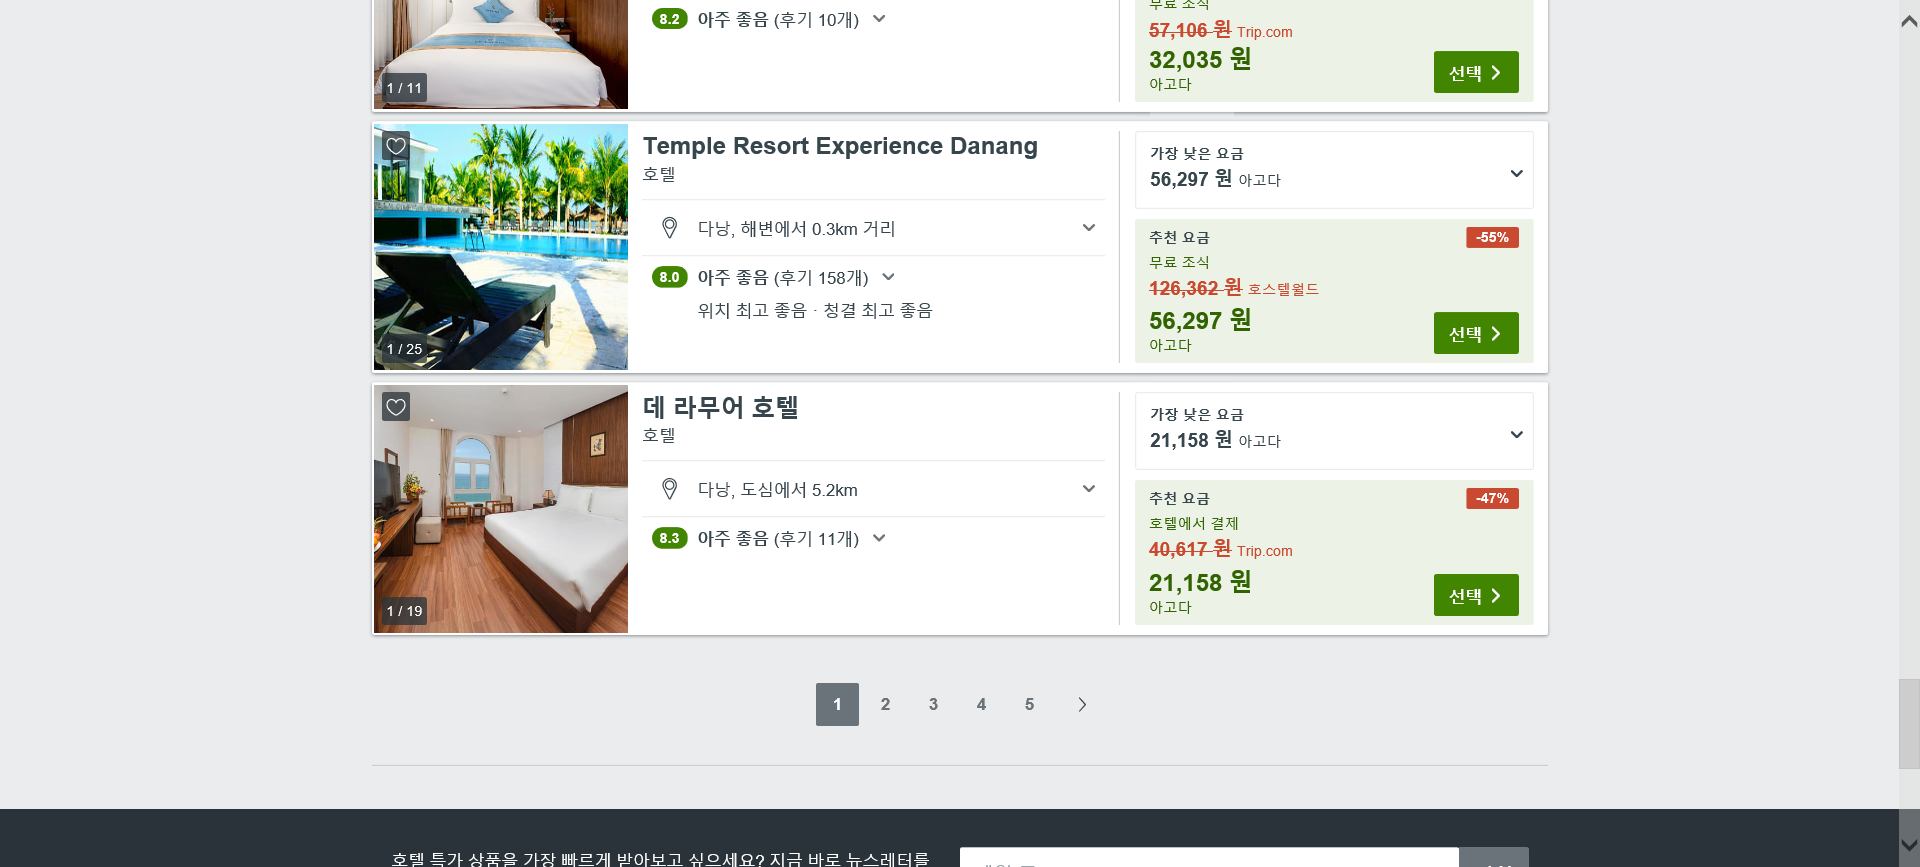 8.2 아주 좋음 (후기 10개)
1 / 11
57,106 원 Trip.com
32,035 원
아고다
선택
Temple Resort Experience Danang
호텔
다낭, 해변에서 0.3km 거리
8.0 아주 좋음 (후기 158개)
위치 최고 좋음 · 청결 최고 좋음
1 / 25
가장 낮은 요금
56,297 원 아고다
추천 요금 -55%
무료 조식
126,362 원 호스텔월드
56,297 원
아고다
선택
데 라무어 호텔
호텔
다낭, 도심에서 5.2km
8.3 아주 좋음 (후기 11개)
1 / 19
가장 낮은 요금
21,158 원 아고다
추천 요금 -47%
호텔에서 결제
40,617 원 Trip.com
21,158 원
아고다
선택
1 2 3 4 5
호텔 특가 상품을 가장 빠르게 받아보고 싶으세요? 지금 바로 뉴스레터를